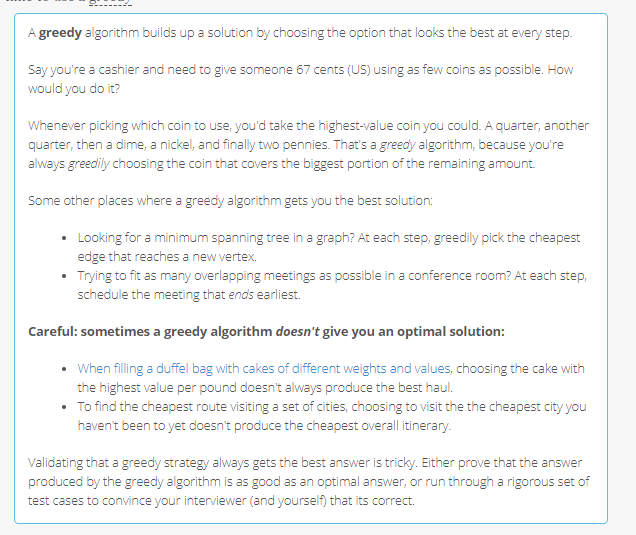 A greedy algorithm builds up a solution by choosing the option that looks the best at every step.
Say you're a cashier and need to give someone 67 cents (US) using as few coins as possible. How
would you do it?
Whenever picking which coin to use, you'd take the highest-value coin you could. A quarter, another
quarter, then a dime, a nickel, and finally two pennies. That's a greedy algorithm, because you're
always greedily choosing the coin that covers the biggest portion of the remaining amount.
Some other places where a greedy algorithm gets you the best solution:
• Looking for a minimum spanning tree in a graph? At each step, greedily pick the cheapest
edge that reaches a new vertex.
• Trying to fit as many overlapping meetings as possible in a conference room? At each step,
schedule the meeting that ends earliest.
Careful: sometimes a greedy algorithm doesn't give you an optimal solution:
• When filling a duffel bag with cakes of different weights and values, choosing the cake with
the highest value per pound doesn't always produce the best haul.
• To find the cheapest route visiting a set of cities, choosing to visit the the cheapest city you
haven't been to yet doesn't produce the cheapest overall itinerary.
Validating that a greedy strategy always gets the best answer is tricky. Either prove that the answer
produced by the greedy algorithm is as good as an optimal answer, or run through a rigorous set of
test cases to convince your interviewer (and yourself) that its correct.